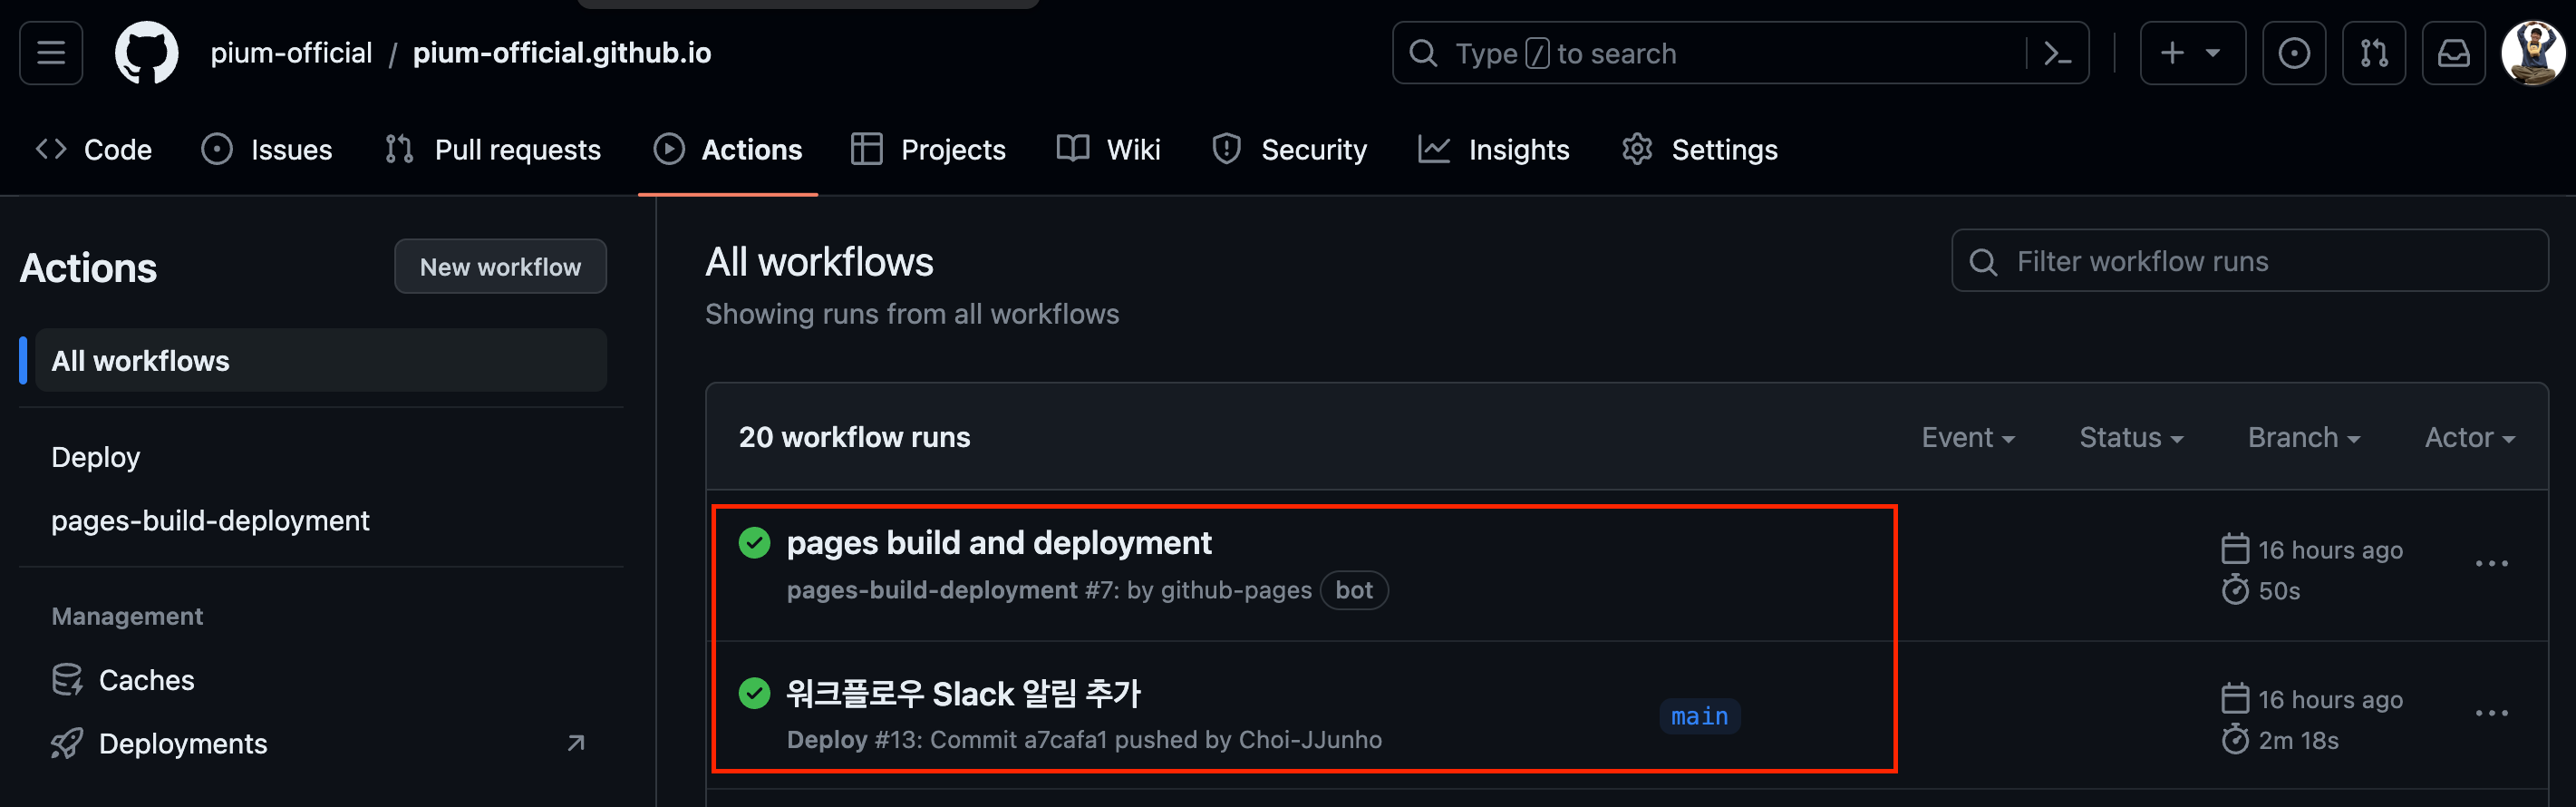 pium-official / pium-official.github.io
Type / to search
Code Issues Pull requests Actions Projects Wiki Security Insights Settings
Actions
New workflow
All workflows
Deploy
pages-build-deployment
Management
Caches
Deployments
All workflows
Showing runs from all workflows
Filter workflow runs
20 workflow runs
Event Status Branch Actor
pages build and deployment
pages-build-deployment #7: by github-pages bot
16 hours ago
50s
워크플로우 Slack 알림 추가
Deploy #13: Commit a7cafa1 pushed by Choi-JJunho
main
16 hours ago
2m 18s